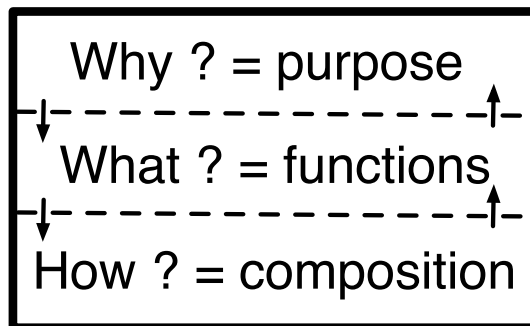 Why ? = purpose
What ? = functions
How ? = composition